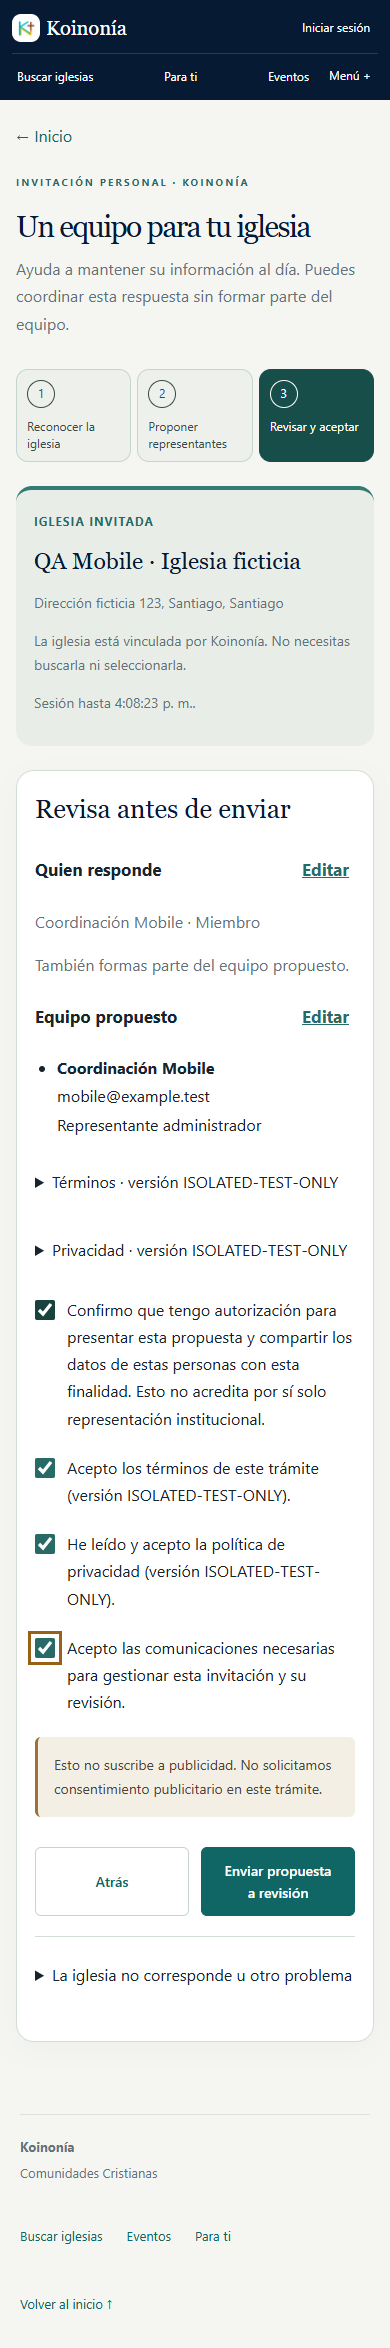 Koinonía
Iniciar sesión
Buscar iglesias
Para ti
Eventos
Menú +
← Inicio
INVITACIÓN PERSONAL · KOINONÍA
Un equipo para tu iglesia
Ayuda a mantener su información al día. Puedes
coordinar esta respuesta sin formar parte del
equipo.
1
Reconocer la
iglesia
2
Proponer
representantes
3
Revisar y aceptar
IGLESIA INVITADA
QA Mobile · Iglesia ficticia
Dirección ficticia 123, Santiago, Santiago
La iglesia está vinculada por Koinonía. No necesitas
buscarla ni seleccionarla.
Sesión hasta 4:08:23 p. m..
Revisa antes de enviar
Quien responde
Editar
Coordinación Mobile · Miembro
También formas parte del equipo propuesto.
Equipo propuesto
Editar
• Coordinación Mobile
mobile@example.test
Representante administrador
▶ Términos · versión ISOLATED-TEST-ONLY
▶ Privacidad · versión ISOLATED-TEST-ONLY
Confirmo que tengo autorización para
presentar esta propuesta y compartir los
datos de estas personas con esta
finalidad. Esto no acredita por sí solo
representación institucional.
Acepto los términos de este trámite
(versión ISOLATED-TEST-ONLY).
He leído y acepto la política de
privacidad (versión ISOLATED-TEST-
ONLY).
Acepto las comunicaciones necesarias
para gestionar esta invitación y su
revisión.
Esto no suscribe a publicidad. No solicitamos
consentimiento publicitario en este trámite.
Atrás
Enviar propuesta
a revisión
▶ La iglesia no corresponde u otro problema
Koinonía
Comunidades Cristianas
Buscar iglesias
Eventos
Para ti
Volver al inicio ↑